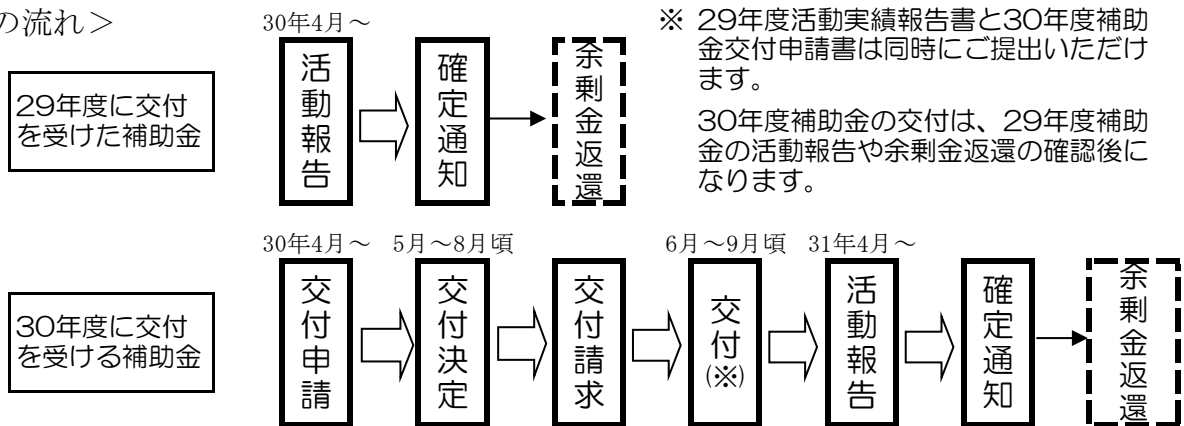 の流れ＞
30年4月～
29年度に交付
を受けた補助金
活動報告
確定通知
余剰金返還
※ 29年度活動実績報告書と30年度補助
金交付申請書は同時にご提出いただけ
ます。
30年度補助金の交付は、29年度補助
金の活動報告や余剰金返還の確認後に
なります。
30年4月～ 5月～8月頃 6月～9月頃 31年4月～
30年度に交付
を受ける補助金
交付申請
交付決定
交付請求
交付(※)
活動報告
確定通知
余剰金返還